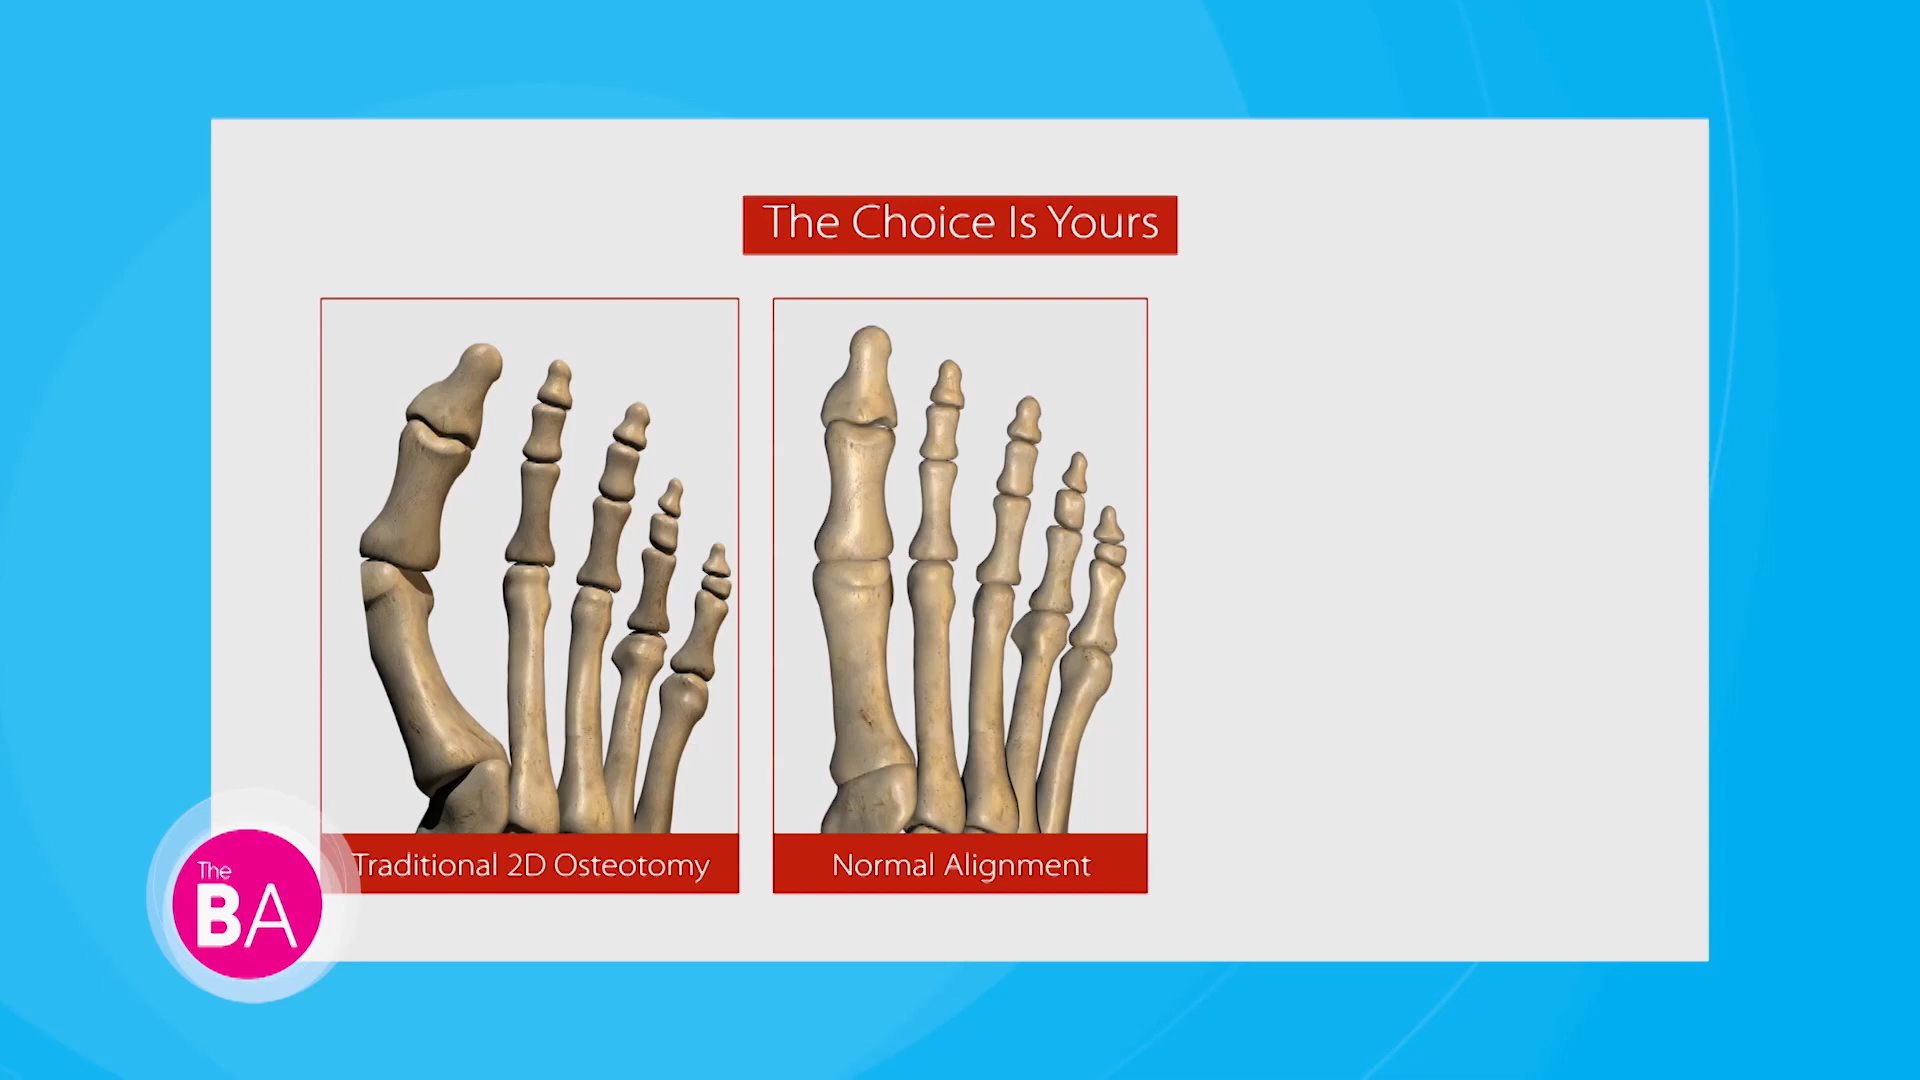 The Choice Is Yours
Traditional 2D Osteotomy
Normal Alignment
The
BA